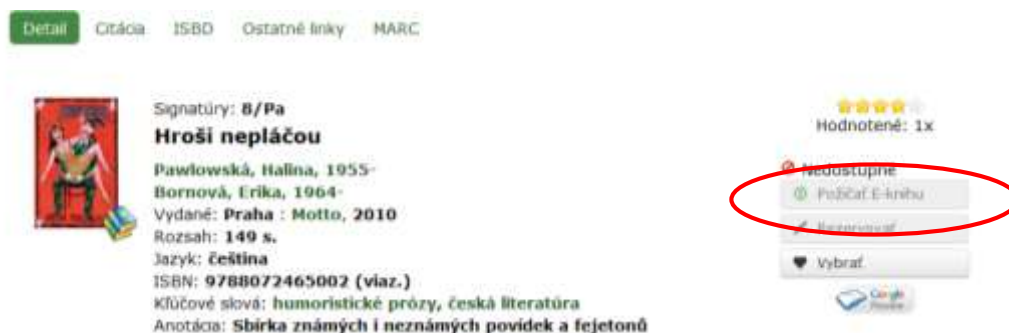 Detail Citácia ISBD Ostatné linky MARC
Signatúry: 8/Pa
Hroši nepláčou
Pawlowská, Halina, 1955-
Bornová, Erika, 1964-
Vydané: Praha : Motto, 2010
Rozsah: 149 s.
Jazyk: čeština
ISBN: 9788072465002 (viaz.)
Kľúčové slová: humoristické prózy, česká literatúra
Anotácia: Sbírka známých i neznámých povídek a fejetonů
Hodnotené: 1x
Nedostupné
Požičať E-knihu
Rezervovať
Vybrať
Google